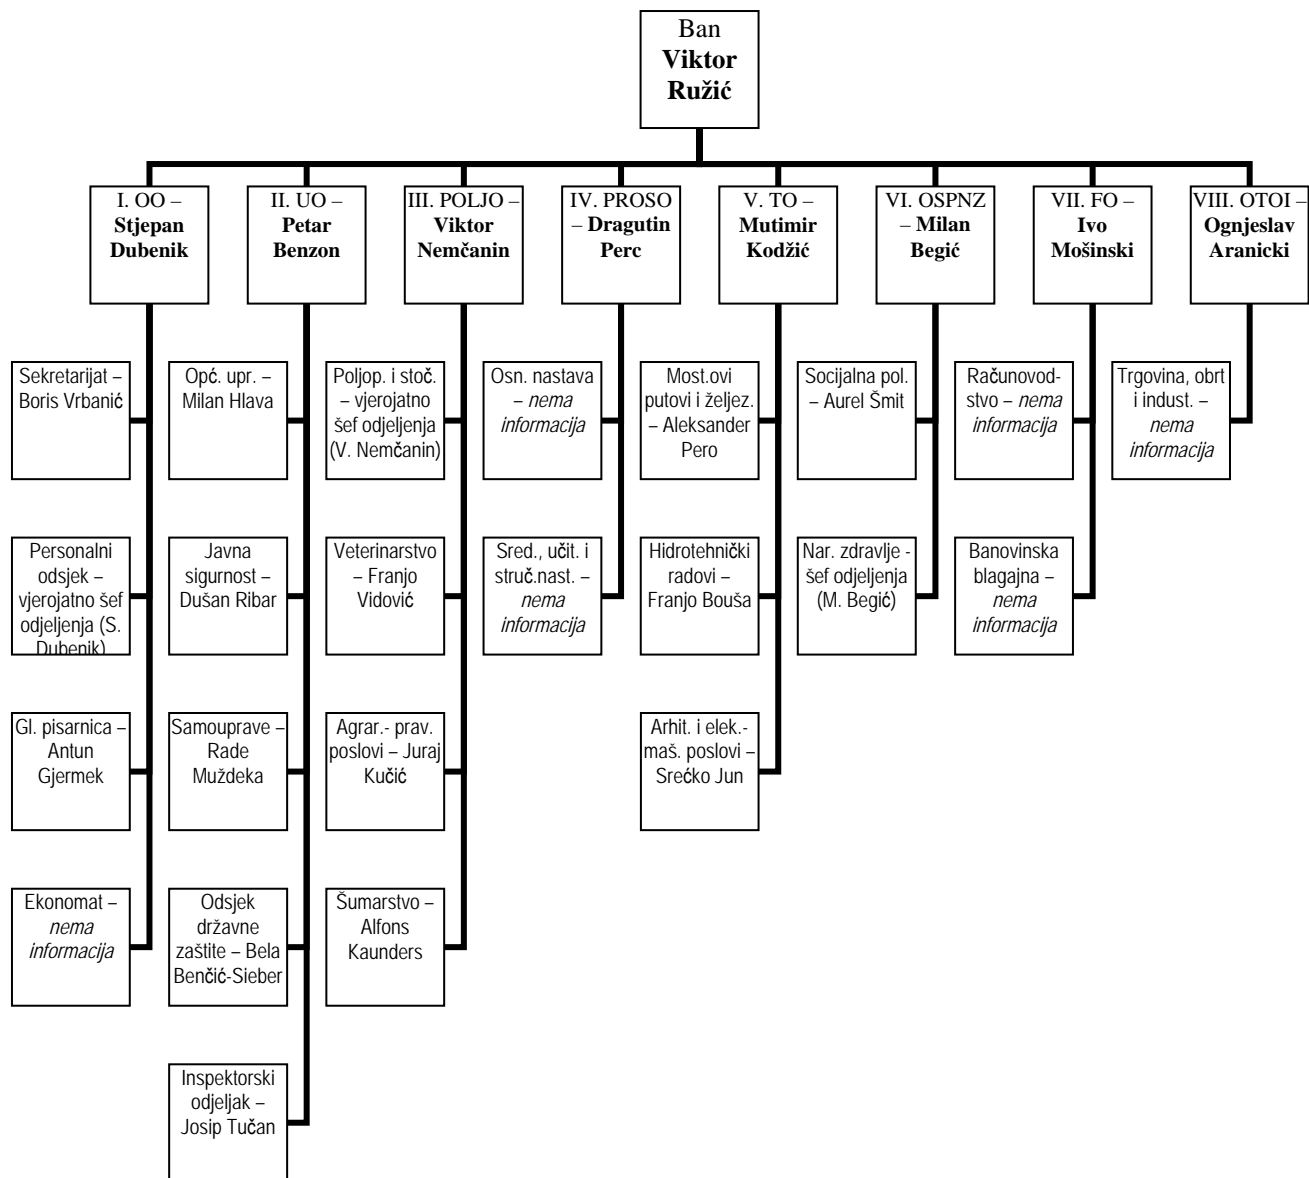 Ban
Viktor
Ružić
I. OO –
Stjepan
Dubenik
II. UO –
Petar
Benzon
III. POLJO –
Viktor
Nemčanin
IV. PROSO
– Dragutin
Perc
V. TO –
Mutimir
Kodžić
VI. OSPNZ
– Milan
Begić
VII. FO –
Ivo
Mošinski
VIII. OTOI –
Ognjeslav
Aranicki
Sekretarijat –
Boris Vrbanić
Opć. upr. –
Milan Hlava
Poljop. i stoč.
– vjerojatno
šef odjeljenja
(V. Nemčanin)
Osn. nastava
– nema
informacija
Most.ovi
putovi i željez.
– Aleksander
Pero
Socijalna pol.
– Aurel Šmit
Računovod-
stvo – nema
informacija
Trgovina, obrt
i indust. –
nema
informacija
Personalni
odsjek –
vjerojatno šef
odjeljenja (S.
Dubenik)
Javna
sigurnost –
Dušan Ribar
Veterinarstvo
– Franjo
Vidović
Sred., učit. i
struč.nast. –
nema
informacija
Hidrotehnički
radovi –
Franjo Bouša
Nar. zdravlje -
šef odjeljenja
(M. Begić)
Banovinska
blagajna –
nema
informacija
Gl. pisarnica –
Antun
Gjermek
Samouprave –
Rade
Muždeka
Agrar.- prav.
poslovi – Juraj
Kučić
Arhit. i elek.-
maš. poslovi –
Srećko Jun
Ekonomat –
nema
informacija
Odsjek
državne
zaštite – Bela
Benčić-Sieber
Šumarstvo –
Alfons
Kaunders
Inspektorski
odjeljak –
Josip Tučan